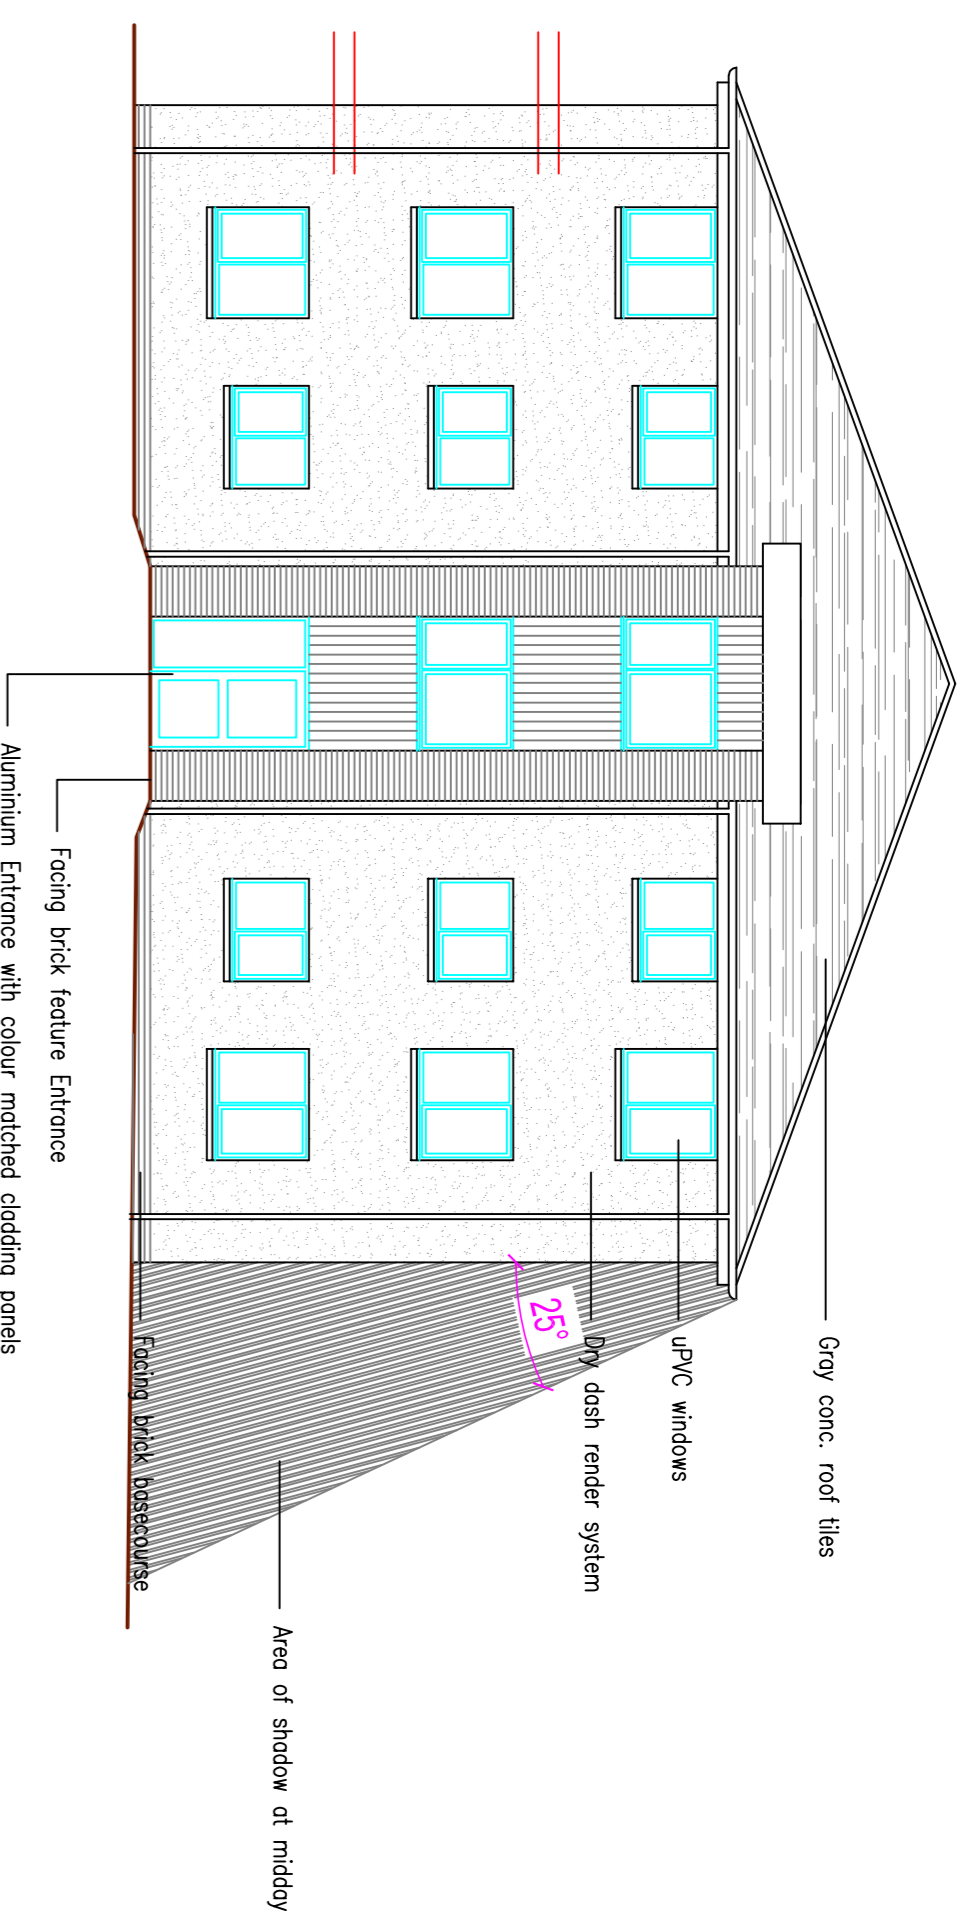 Gray conc. roof tiles
uPVC windows
Dry dash render system
25°
Area of shadow at midday
Facing brick basecourse
Facing brick feature Entrance
Aluminium Entrance with colour matched cladding panels